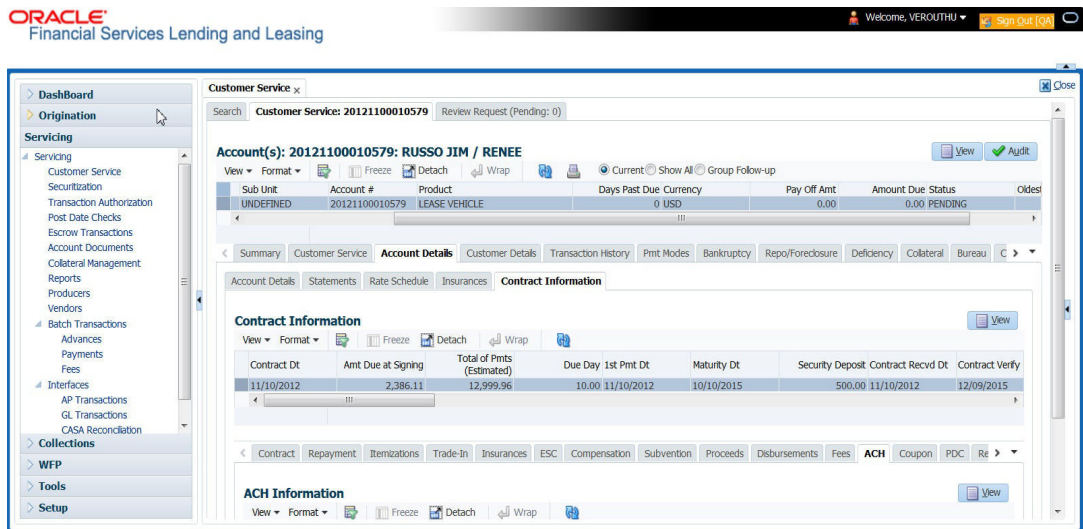 ORACLE
Financial Services Lending and Leasing
Welcome, VEROUTHU
Sign Out [QA]
Close
DashBoard
Origination
Servicing
Servicing
Customer Service
Securitization
Transaction Authorization
Post Date Checks
Escrow Transactions
Account Documents
Collateral Management
Reports
Producers
Vendors
Batch Transactions
Advances
Payments
Fees
Interfaces
AP Transactions
GL Transactions
CASA Reconciliation
Collections
WFP
Tools
Setup
Customer Service x
Search Customer Service: 20121100010579 Review Request (Pending: 0)
Account(s): 20121100010579: RUSSO JIM / RENEE
View Audit
View Format Freeze Detach Wrap Current Show All Group Follow-up
Sub Unit Account # Product Days Past Due Currency Pay Off Amt Amount Due Status Oldest
UNDEFINED 20121100010579 LEASE VEHICLE 0 USD 0.00 0.00 PENDING
Summary Customer Service Account Details Customer Details Transaction History Pmt Modes Bankruptcy Repo/Foreclosure Deficiency Collateral Bureau C
Account Details Statements Rate Schedule Insurances Contract Information
Contract Information
View
View Format Freeze Detach Wrap
Contract Dt Amt Due at Signing Total of Pmts (Estimated) Due Day 1st Pmt Dt Maturity Dt Security Deposit Contract Recvd Dt Contract Verify
11/10/2012 2,386.11 12,999.96 10.00 11/10/2012 10/10/2015 500.00 11/10/2012 12/09/2015
Contract Repayment Itemizations Trade-In Insurances ESC Compensation Subvention Proceeds Disbursements Fees ACH Coupon PDC Re
ACH Information
View
View Format Freeze Detach Wrap